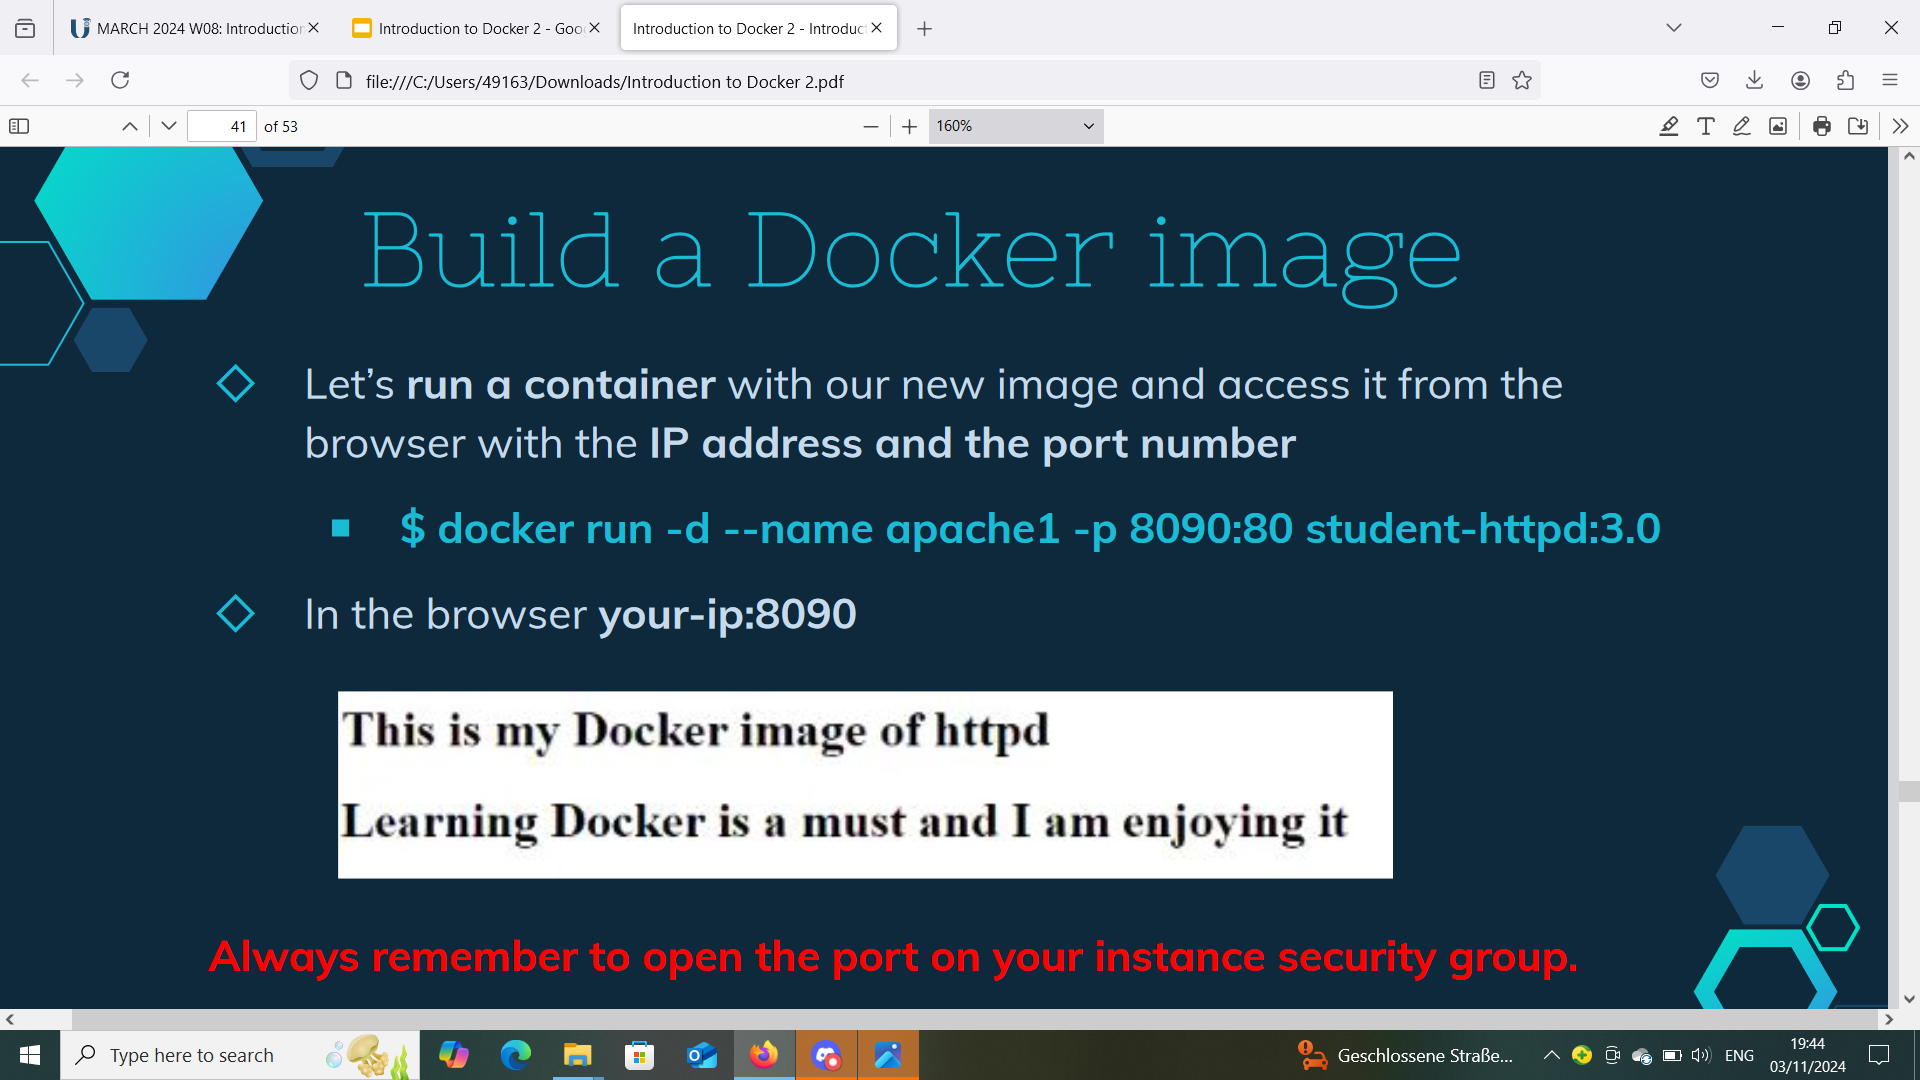 MARCH 2024 W08: Introduction
Introduction to Docker 2 - Goo
Introduction to Docker 2 - Introduc
file:///C:/Users/49163/Downloads/Introduction to Docker 2.pdf
41 of 53
160%
Build a Docker image
Let’s run a container with our new image and access it from the
browser with the IP address and the port number
$ docker run -d --name apache1 -p 8090:80 student-httpd:3.0
In the browser your-ip:8090
This is my Docker image of httpd
Learning Docker is a must and I am enjoying it
Always remember to open the port on your instance security group.
Type here to search
Geschlossene Straße...
ENG
19:44
03/11/2024